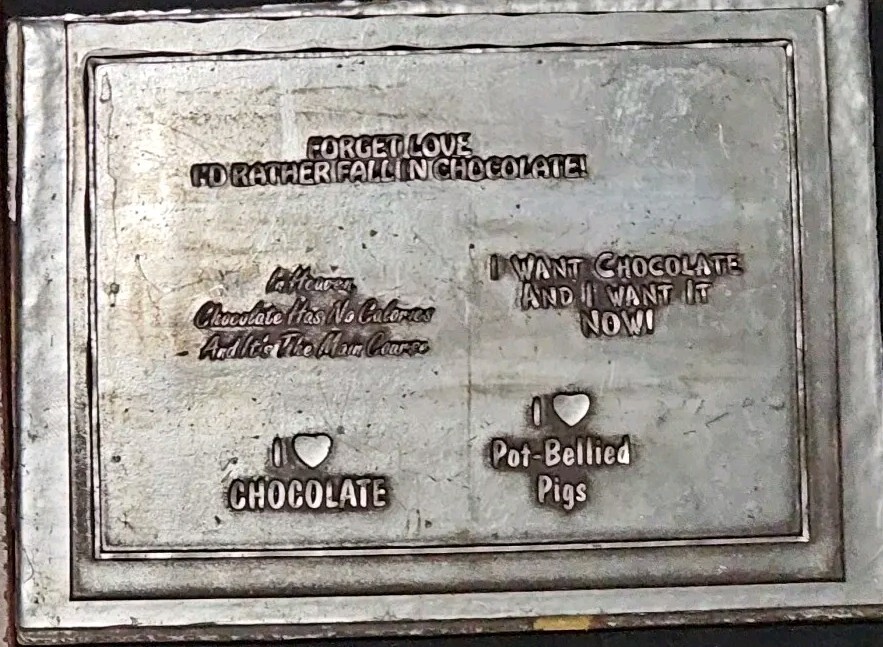 FORGET LOVE
I'D RATHER FALL IN CHOCOLATE!
In Heaven
Chocolate Has No Calories
And It's The Main Course
I WANT CHOCOLATE
AND I WANT IT
NOW!
I ♥
CHOCOLATE
I ♥
Pot-Bellied
Pigs